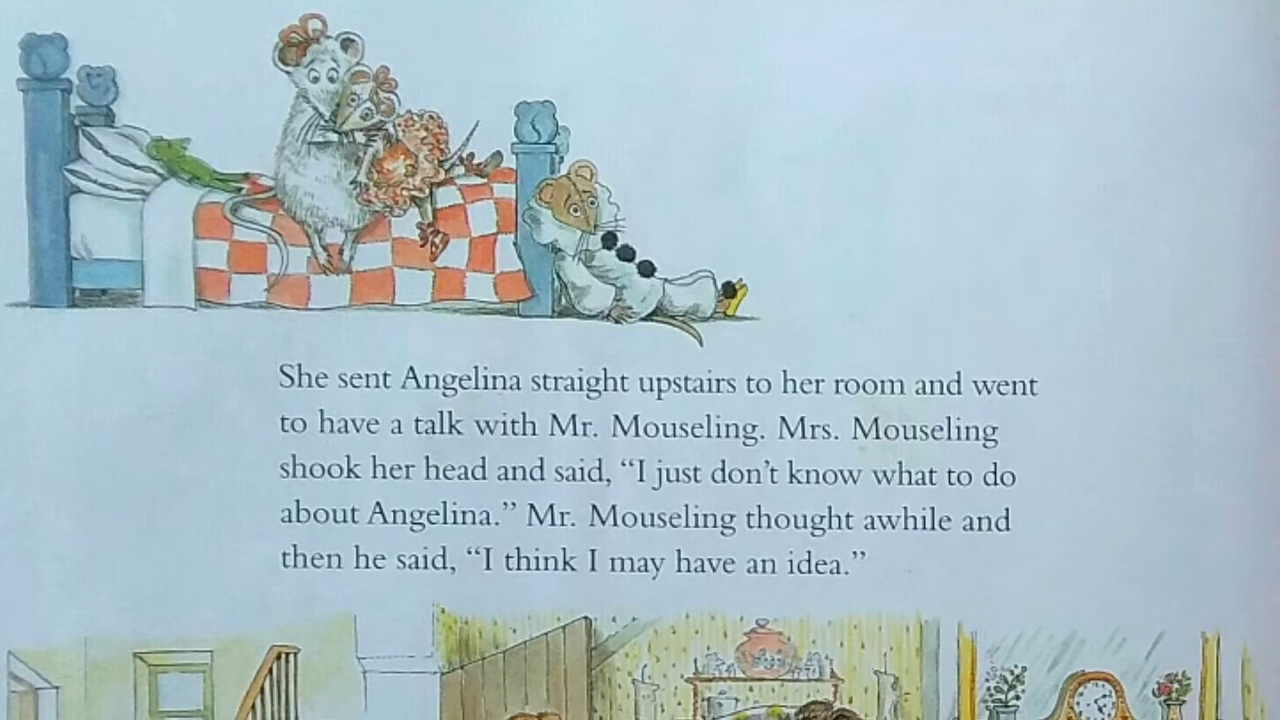 She sent Angelina straight upstairs to her room and went
to have a talk with Mr. Mouseling. Mrs. Mouseling
shook her head and said, “I just don’t know what to do
about Angelina.” Mr. Mouseling thought awhile and
then he said, “I think I may have an idea.”